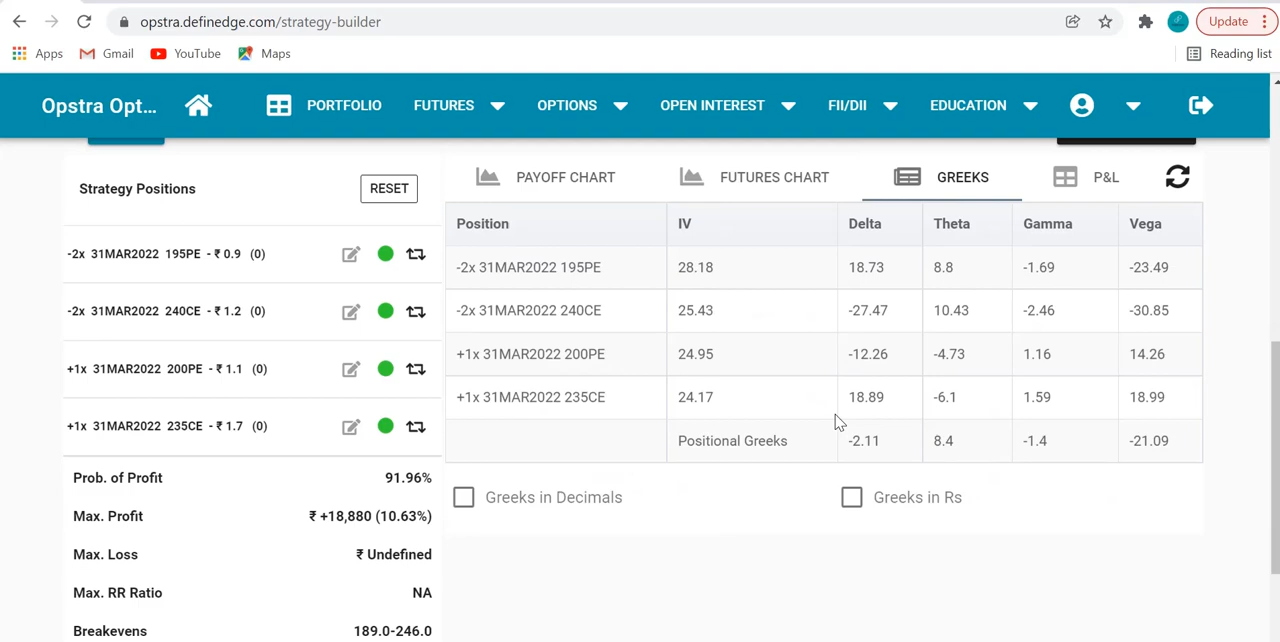 opstra.definedge.com/strategy-builder
Update
Apps Gmail YouTube Maps Reading list
Opstra Opt... PORTFOLIO FUTURES OPTIONS OPEN INTEREST FII/DII EDUCATION
Strategy Positions RESET
PAYOFF CHART FUTURES CHART GREEKS P&L
Position IV Delta Theta Gamma Vega
-2x 31MAR2022 195PE - ₹ 0.9 (0)
-2x 31MAR2022 195PE 28.18 18.73 8.8 -1.69 -23.49
-2x 31MAR2022 240CE - ₹ 1.2 (0)
-2x 31MAR2022 240CE 25.43 -27.47 10.43 -2.46 -30.85
+1x 31MAR2022 200PE - ₹ 1.1 (0)
+1x 31MAR2022 200PE 24.95 -12.26 -4.73 1.16 14.26
+1x 31MAR2022 235CE - ₹ 1.7 (0)
+1x 31MAR2022 235CE 24.17 18.89 -6.1 1.59 18.99
Positional Greeks -2.11 8.4 -1.4 -21.09
Prob. of Profit 91.96%
Greeks in Decimals Greeks in Rs
Max. Profit ₹ +18,880 (10.63%)
Max. Loss ₹ Undefined
Max. RR Ratio NA
Breakevens 189.0-246.0